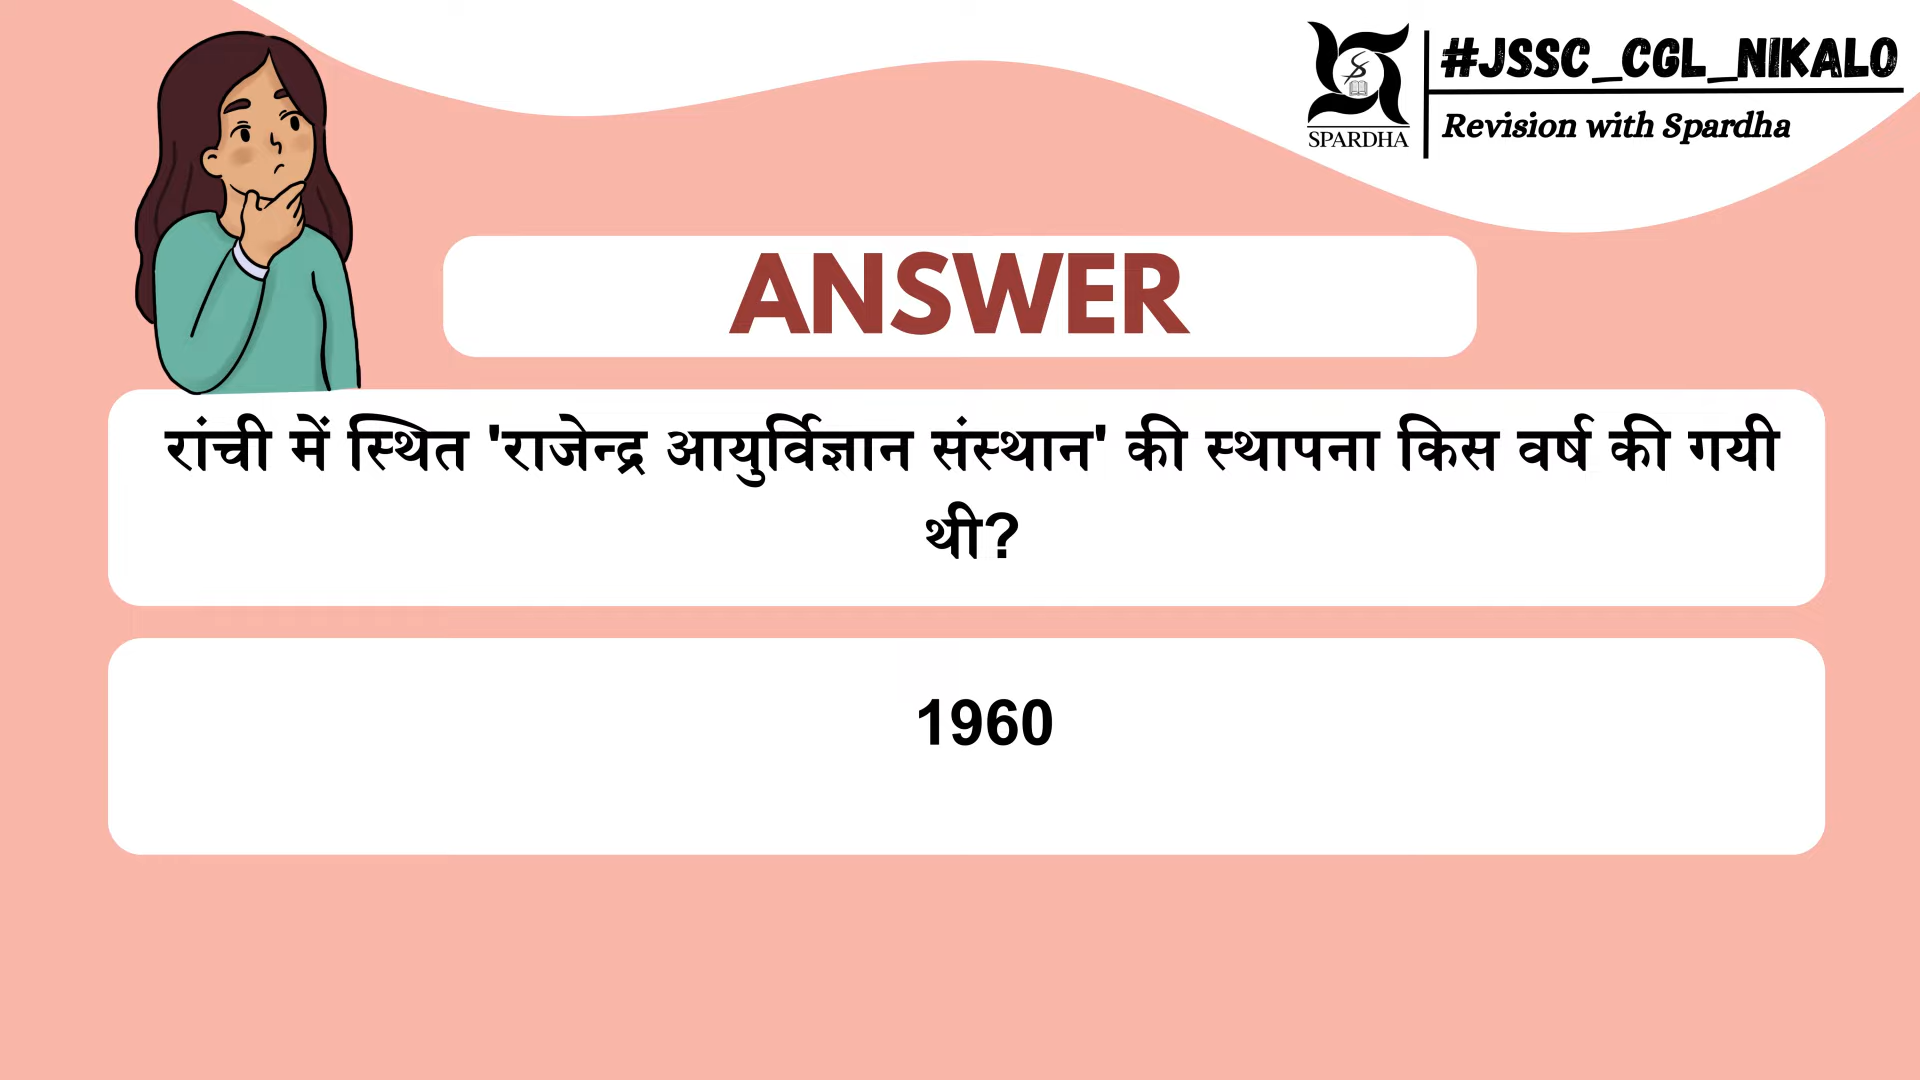 #JSSC_CGL_NIKALO
Revision with Spardha
SPARDHA
ANSWER
रांची में स्थित 'राजेन्द्र आयुर्विज्ञान संस्थान' की स्थापना किस वर्ष की गयी
थी?
1960